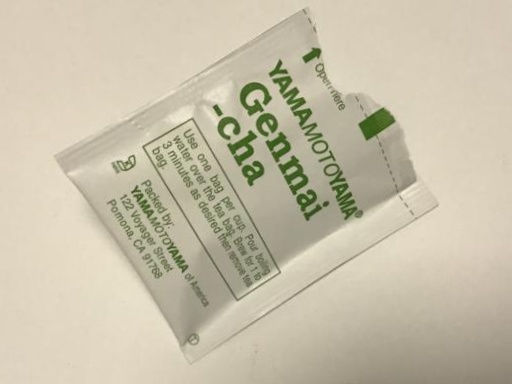 Open Here
YAMAMOTOYAMA®
Genmai
-cha
Use one bag per cup. Pour boiling
water over the tea bag. Brew for 1 to
3 minutes as desired then remove tea
bag.
Packed by:
YAMAMOTOYAMA of America
122 Voyager Street
Pomona, CA 91768